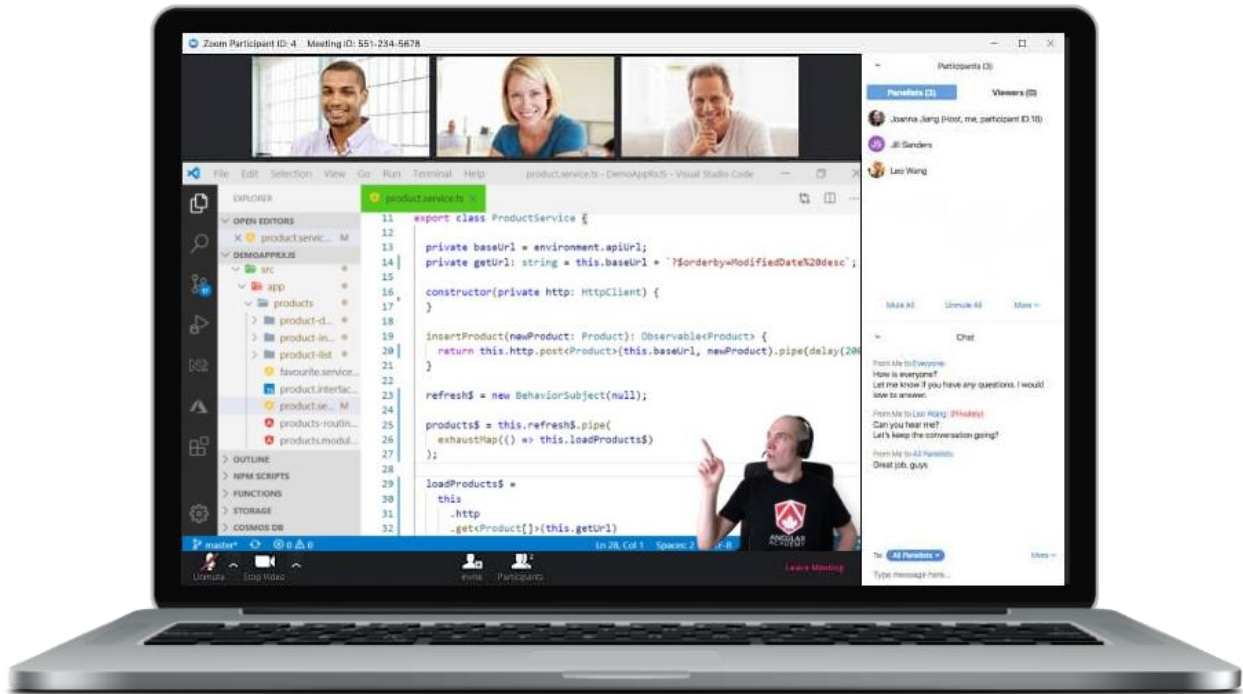 Zoom Participant ID: 4 Meeting ID: 551-234-5678
Participants (3)
Panelists (3) Viewers (0)
Joanna Jiang (Host, me, participant ID:18)
JS Jill Sanders
Leo Wang
Mute All Unmute All More
Chat
From Me to Everyone:
How is everyone?
Let me know if you have any questions. I would
love to answer.
From Me to Leo Wang: (Privately)
Can you hear me?
Let's keep the conversation going?
From Me to All Panelists:
Great job, guys
To: All Panelists More
Type message here...
File Edit Selection View Go Run Terminal Help product.service.ts - DemoAppRxJS - Visual Studio Code
EXPLORER
OPEN EDITORS
product.servic... M
DEMOAPPRXJS
src
app
products
product-d...
product-in...
product-list
favourite.service...
product.interfac...
product.se... M
products-routin...
products.modul...
OUTLINE
NPM SCRIPTS
FUNCTIONS
STORAGE
COSMOS DB
product.service.ts
11 export class ProductService {
12
13 private baseUrl = environment.apiUrl;
14 private getUrl: string = this.baseUrl + `?$orderby=ModifiedDate%20desc`;
15
16 constructor(private http: HttpClient) {
17 }
18
19 insertProduct(newProduct: Product): Observable<Product> {
20 return this.http.post<Product>(this.baseUrl, newProduct).pipe(delay(200
21 }
22
23 refresh$ = new BehaviorSubject(null);
24
25 products$ = this.refresh$.pipe(
26 exhaustMap(() => this.loadProducts$)
27 );
28
29 loadProducts$ =
30 this
31 .http
32 .get<Product[]>(this.getUrl)
ANGULAR
ACADEMY
master* 0 0 Ln 28, Col 1 Spaces: 2
Unmute Stop Video Invite Participants 2 Leave Meeting